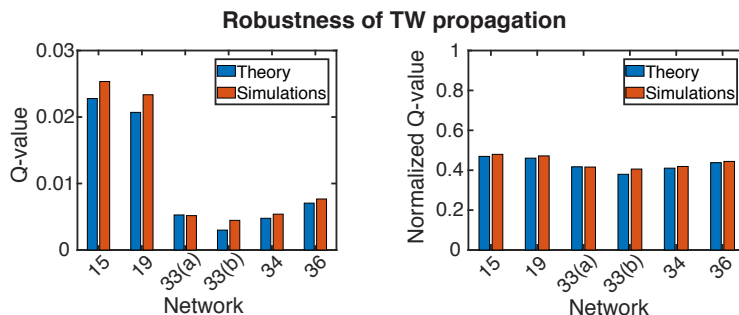 Robustness of TW propagation
Q-value
0.03
0.02
0.01
0
Theory
Simulations
15
19
33(a)
33(b)
34
36
Network
Normalized Q-value
1
0.8
0.6
0.4
0.2
0
Theory
Simulations
15
19
33(a)
33(b)
34
36
Network